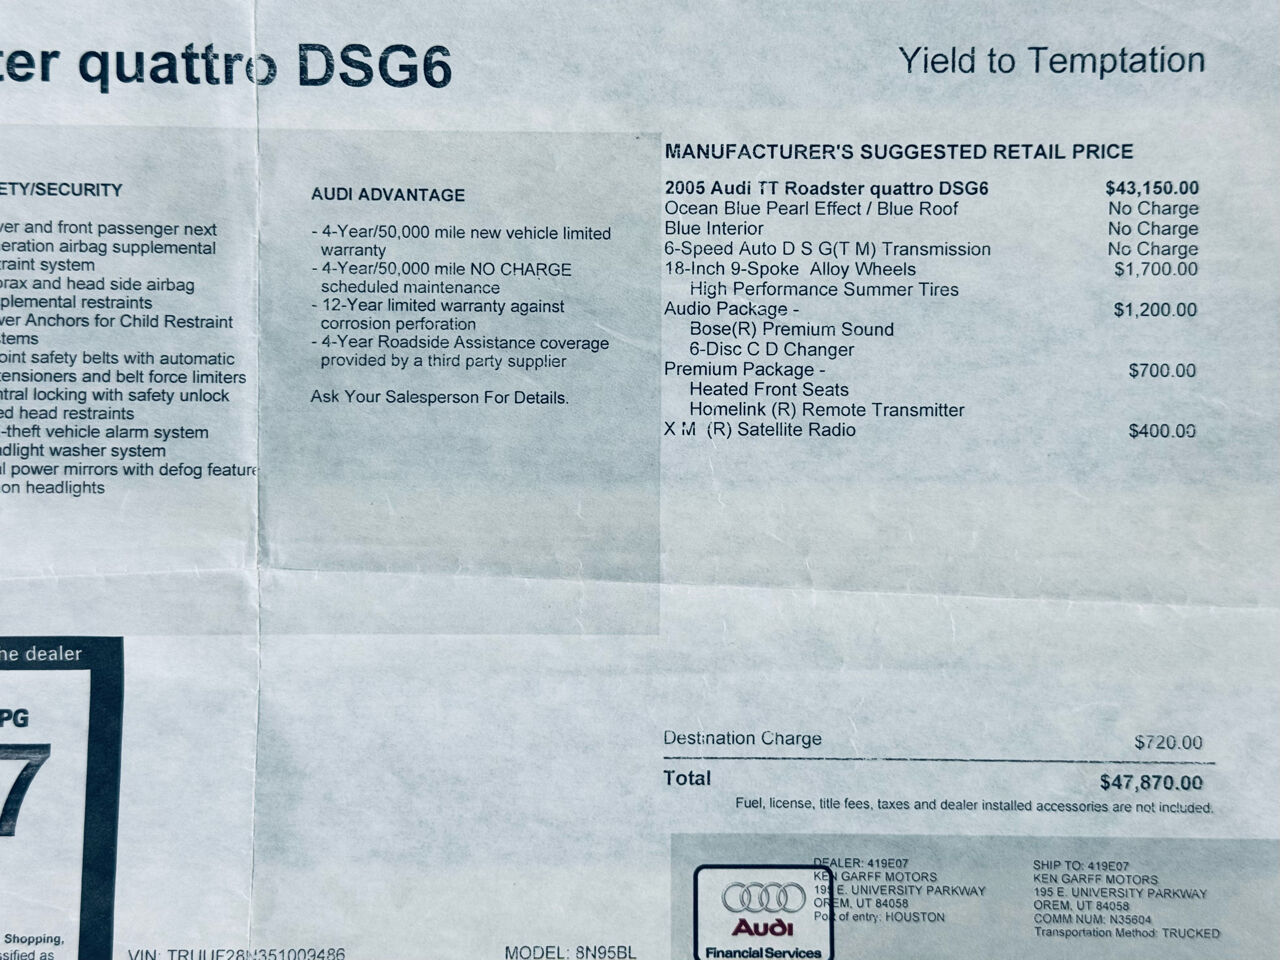 ter quattro DSG6
Yield to Temptation
ETY/SECURITY
ver and front passenger next
eration airbag supplemental
raint system
orax and head side airbag
plemental restraints
wer Anchors for Child Restraint
tems
oint safety belts with automatic
tensioners and belt force limiters
ntral locking with safety unlock
ed head restraints
-theft vehicle alarm system
adlight washer system
al power mirrors with defog feature
on headlights
AUDI ADVANTAGE
- 4-Year/50,000 mile new vehicle limited
warranty
- 4-Year/50,000 mile NO CHARGE
scheduled maintenance
- 12-Year limited warranty against
corrosion perforation
- 4-Year Roadside Assistance coverage
provided by a third party supplier
Ask Your Salesperson For Details.
MANUFACTURER'S SUGGESTED RETAIL PRICE
2005 Audi TT Roadster quattro DSG6 $43,150.00
Ocean Blue Pearl Effect / Blue Roof No Charge
Blue Interior No Charge
6-Speed Auto D S G(T M) Transmission No Charge
18-Inch 9-Spoke Alloy Wheels $1,700.00
High Performance Summer Tires
Audio Package - $1,200.00
Bose(R) Premium Sound
6-Disc C D Changer
Premium Package - $700.00
Heated Front Seats
Homelink (R) Remote Transmitter
X M (R) Satellite Radio $400.00
he dealer
PG
7
Destination Charge $720.00
Total $47,870.00
Fuel, license, title fees, taxes and dealer installed accessories are not included.
Audi
Financial Services
DEALER: 419E07
KEN GARFF MOTORS
195 E. UNIVERSITY PARKWAY
OREM, UT 84058
Port of entry: HOUSTON
SHIP TO: 419E07
KEN GARFF MOTORS
195 E. UNIVERSITY PARKWAY
OREM, UT 84058
COMM NUM: N35604
Transportation Method: TRUCKED
Shopping,
ssified as
VIN: TRUUF28N351009486
MODEL: 8N95BL